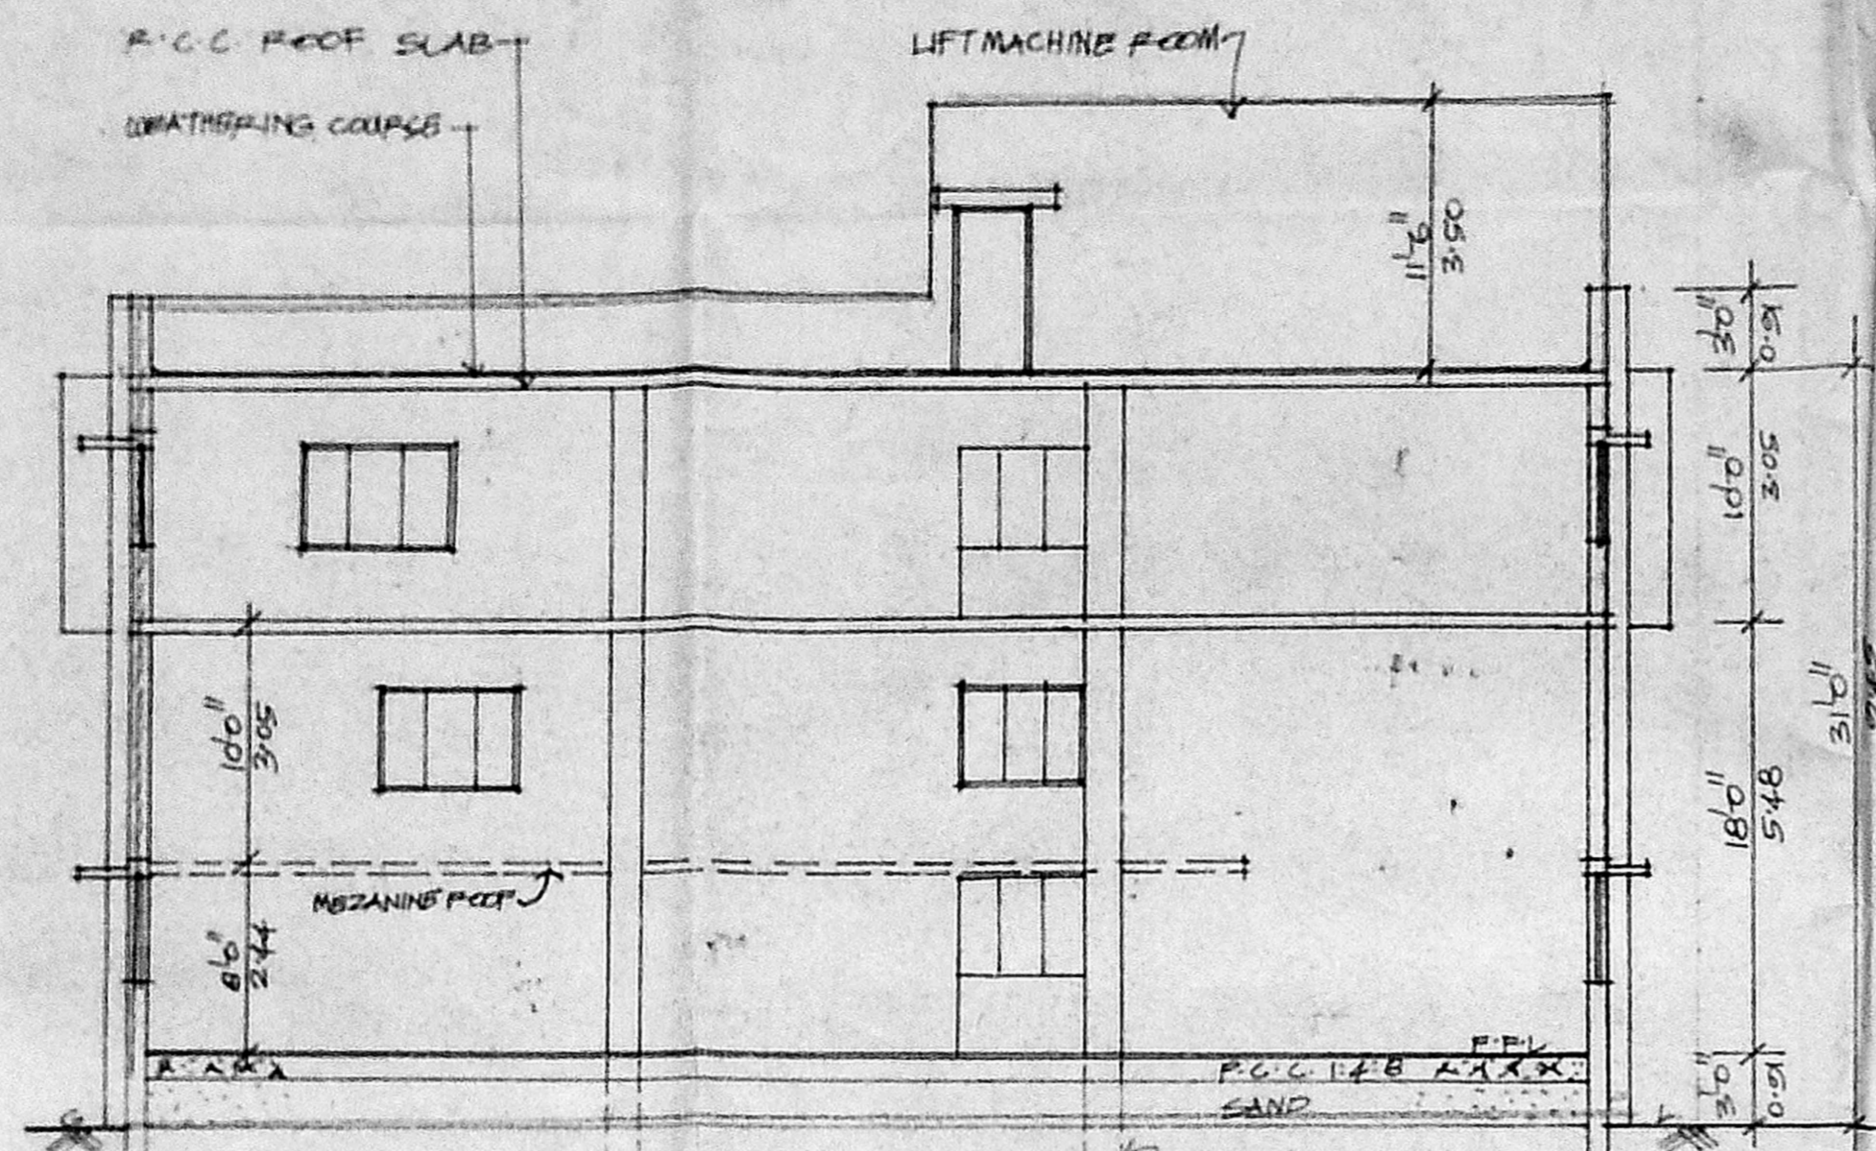 R.C.C. ROOF SLAB
LIFT MACHINE ROOM
WEATHERING COURSE
11'6"
3.50
3'0"
0.91
10'0"
3.05
10'0"
3.05
18'0"
5.48
31'0"
MEZANINE ROOF
8'0"
2.44
F.F.L
P.C.C. 1:4:8
SAND
3'0"
0.91